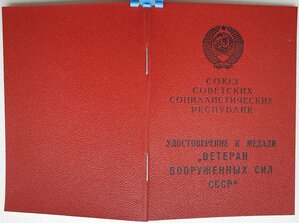 СОЮЗ
СОВЕТСКИХ
СОЦИАЛИСТИЧЕСКИХ
РЕСПУБЛИК
УДОСТОВЕРЕНИЕ К МЕДАЛИ
„ВЕТЕРАН
ВООРУЖЕННЫХ СИЛ
СССР"